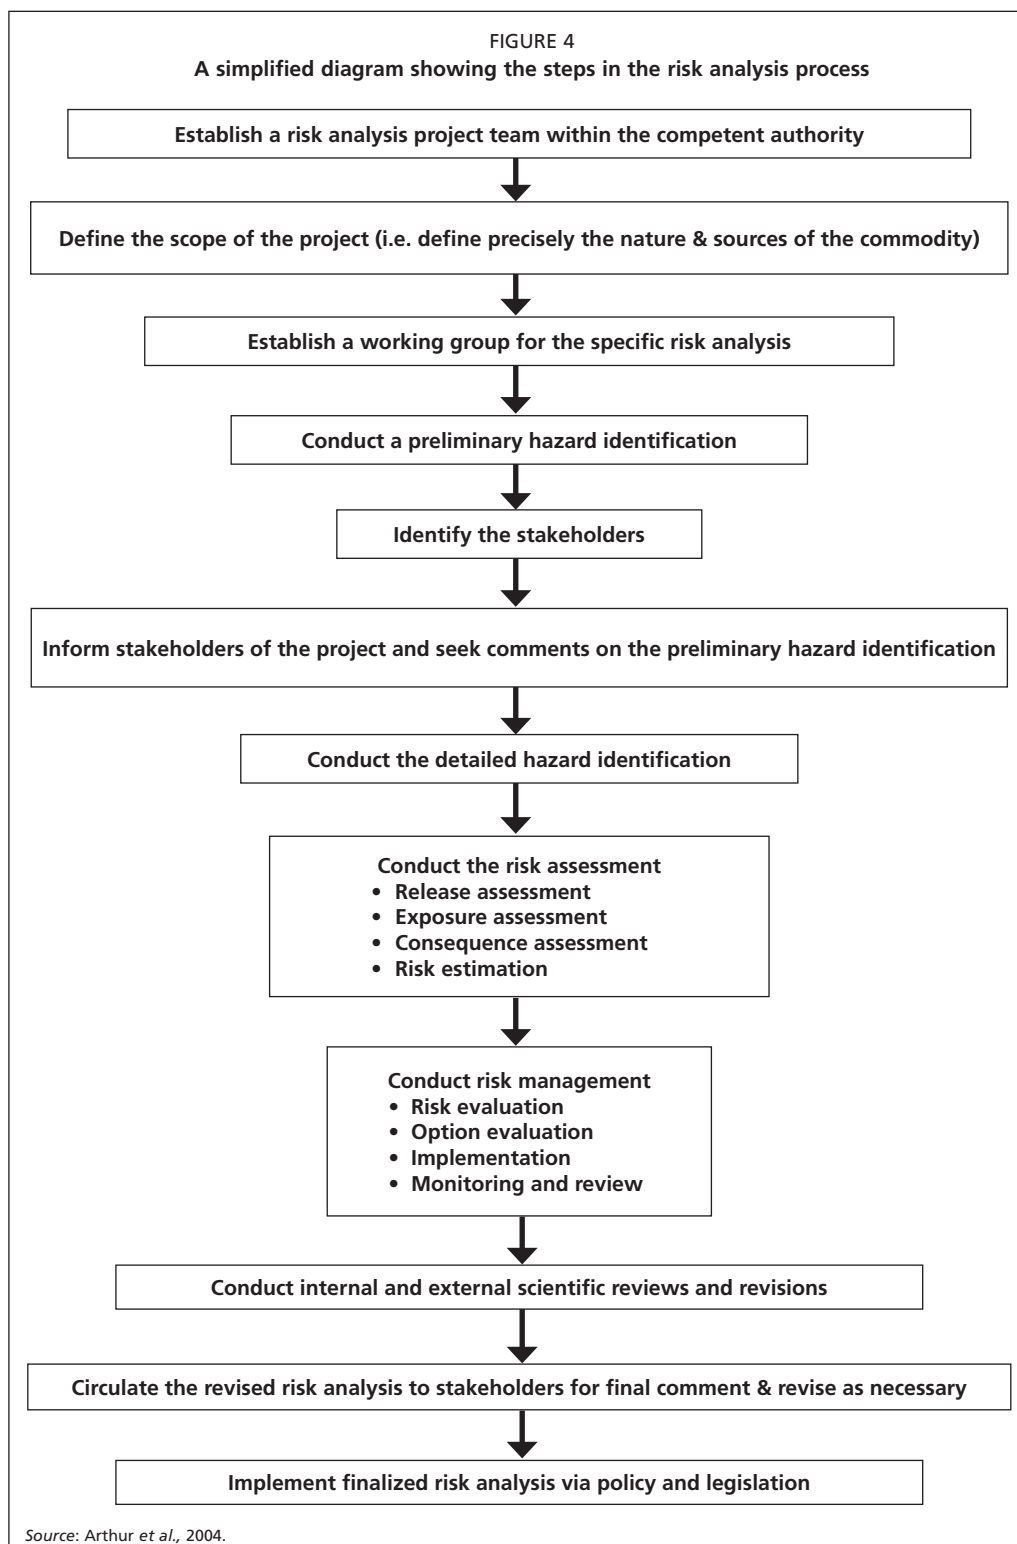 FIGURE 4
A simplified diagram showing the steps in the risk analysis process
Establish a risk analysis project team within the competent authority
Define the scope of the project (i.e. define precisely the nature & sources of the commodity)
Establish a working group for the specific risk analysis
Conduct a preliminary hazard identification
Identify the stakeholders
Inform stakeholders of the project and seek comments on the preliminary hazard identification
Conduct the detailed hazard identification
Conduct the risk assessment
• Release assessment
• Exposure assessment
• Consequence assessment
• Risk estimation
Conduct risk management
• Risk evaluation
• Option evaluation
• Implementation
• Monitoring and review
Conduct internal and external scientific reviews and revisions
Circulate the revised risk analysis to stakeholders for final comment & revise as necessary
Implement finalized risk analysis via policy and legislation
Source: Arthur et al., 2004.